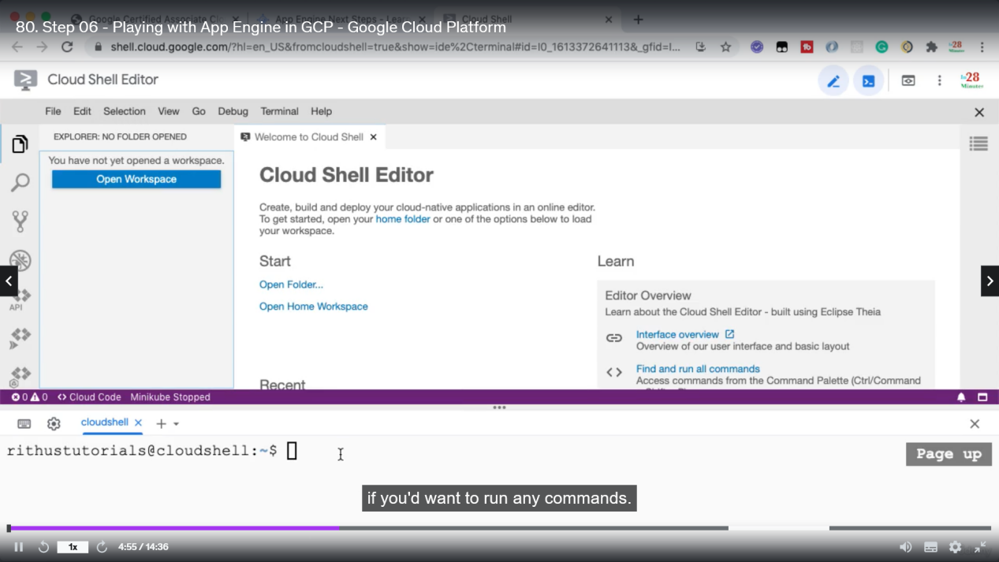 Google Certified Associate Clo
App Engine Next Steps - Lear
Cloud Shell
80. Step 06 - Playing with App Engine in GCP - Google Cloud Platform
shell.cloud.google.com/?hl=en_US&fromcloudshell=true&show=ide%2Cterminal#id=I0_1613372641113&_gfid=I...
Cloud Shell Editor
in28
Minutes
File Edit Selection View Go Debug Terminal Help
EXPLORER: NO FOLDER OPENED
Welcome to Cloud Shell
You have not yet opened a workspace.
Open Workspace
Cloud Shell Editor
Create, build and deploy your cloud-native applications in an online editor.
To get started, open your home folder or one of the options below to load
your workspace.
Start
Open Folder...
Open Home Workspace
Recent
Learn
Editor Overview
Learn about the Cloud Shell Editor - built using Eclipse Theia
Interface overview
Overview of our user interface and basic layout
Find and run all commands
Access commands from the Command Palette (Ctrl/Command
API
0 0 Cloud Code Minikube Stopped
cloudshell
rithustutorials@cloudshell:~$
Page up
if you'd want to run any commands.
1x 4:55 / 14:36